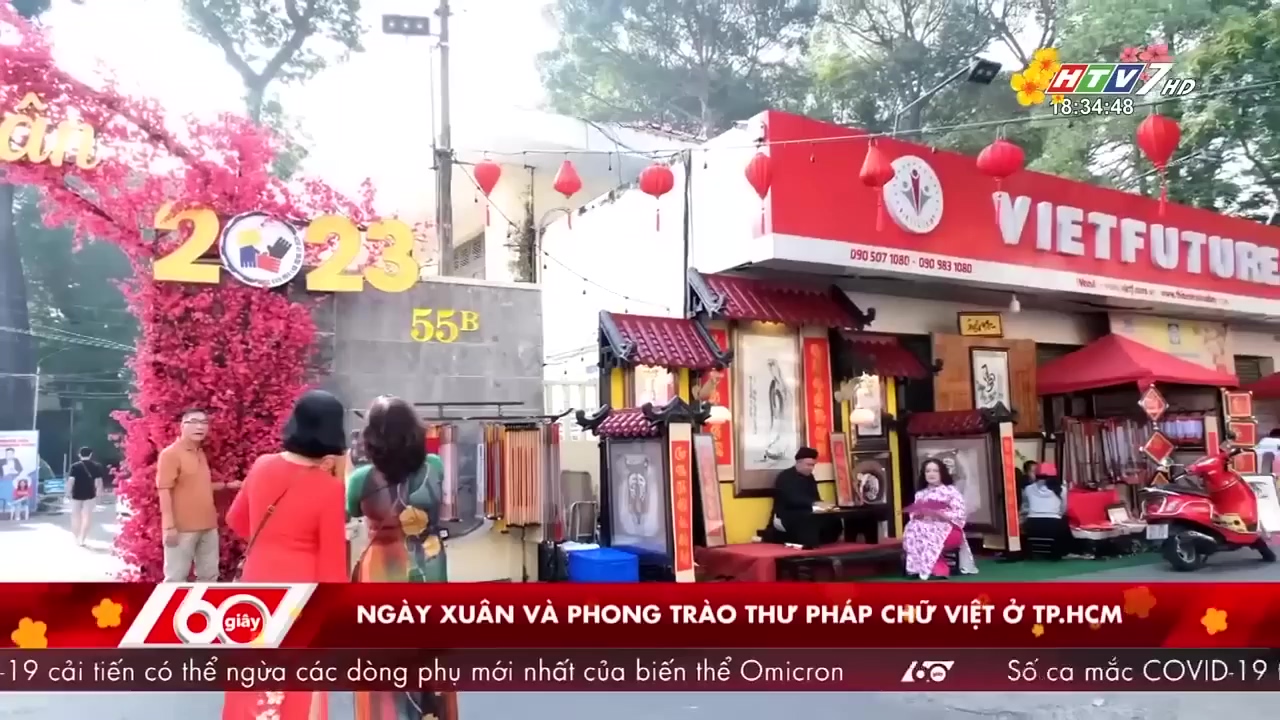 HTV7 HD
18:34:48
ân
2023
VIETFUTURE
090 507 1080 - 090 983 1080
55B
60 giây
NGÀY XUÂN VÀ PHONG TRÀO THƯ PHÁP CHỮ VIỆT Ở TP.HCM
-19 cải tiến có thể ngừa các dòng phụ mới nhất của biến thể Omicron
60 giây
Số ca mắc COVID-19